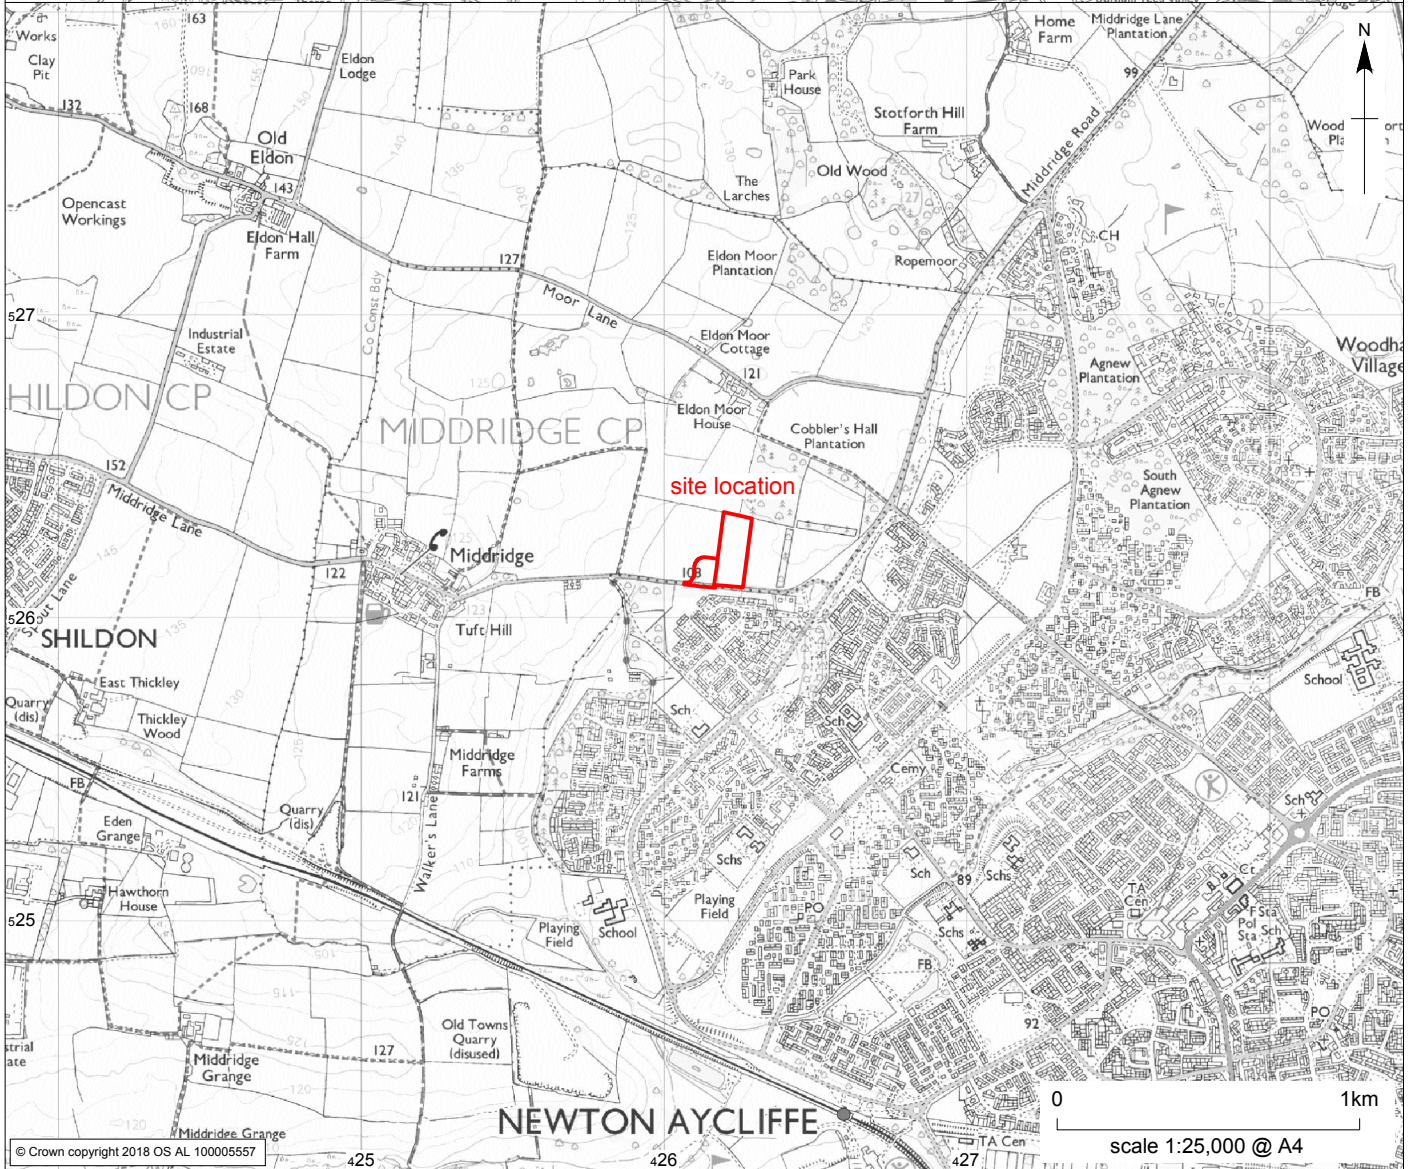 163
Works
Clay
Pit
132
168
Eldon
Lodge
Old
Eldon
143
Opencast
Workings
Eldon Hall
Farm
Home
Farm
Middridge Lane
Plantation
99
N
Park
House
Stotforth Hill
Farm
Middridge Road
Old Wood
The
Larches
127
Eldon Moor
Plantation
Ropemoor
CH
Moor
Lane
Co Const Bdy
527
Industrial
Estate
Eldon Moor
Cottage
121
Eldon Moor
House
Agnew
Plantation
Woodha
Village
HILDON CP
MIDDRIDGE CP
Cobbler's Hall
Plantation
152
Middridge Lane
site location
South
Agnew
Plantation
Middridge
122
103
Tuft Hill
Spout Lane
526
SHILDON
FB
School
East Thickley
Quarry
(dis)
Thickley
Wood
Sch
Sch
Middridge
Farms
FB
121
Walker's Lane
Quarry
(dis)
Cemy
Eden
Grange
Sch
Schs
Sch
89
Schs
Hawthorn
House
TA
Cen
Ct
PO
Playing
Field
525
Playing
Field
School
Schs
F Sta
Pol
Sta
Sch
FB
92
PO
Old Towns
Quarry
(disused)
127
Middridge
Grange
strial
ate
NEWTON AYCLIFFE
0
1km
scale 1:25,000 @ A4
Middridge Grange
TA Cen
© Crown copyright 2018 OS AL 100005557
425
426
427